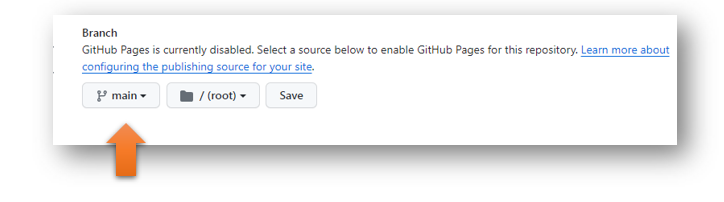 Branch
GitHub Pages is currently disabled. Select a source below to enable GitHub Pages for this repository. Learn more about
configuring the publishing source for your site.
main / (root) Save